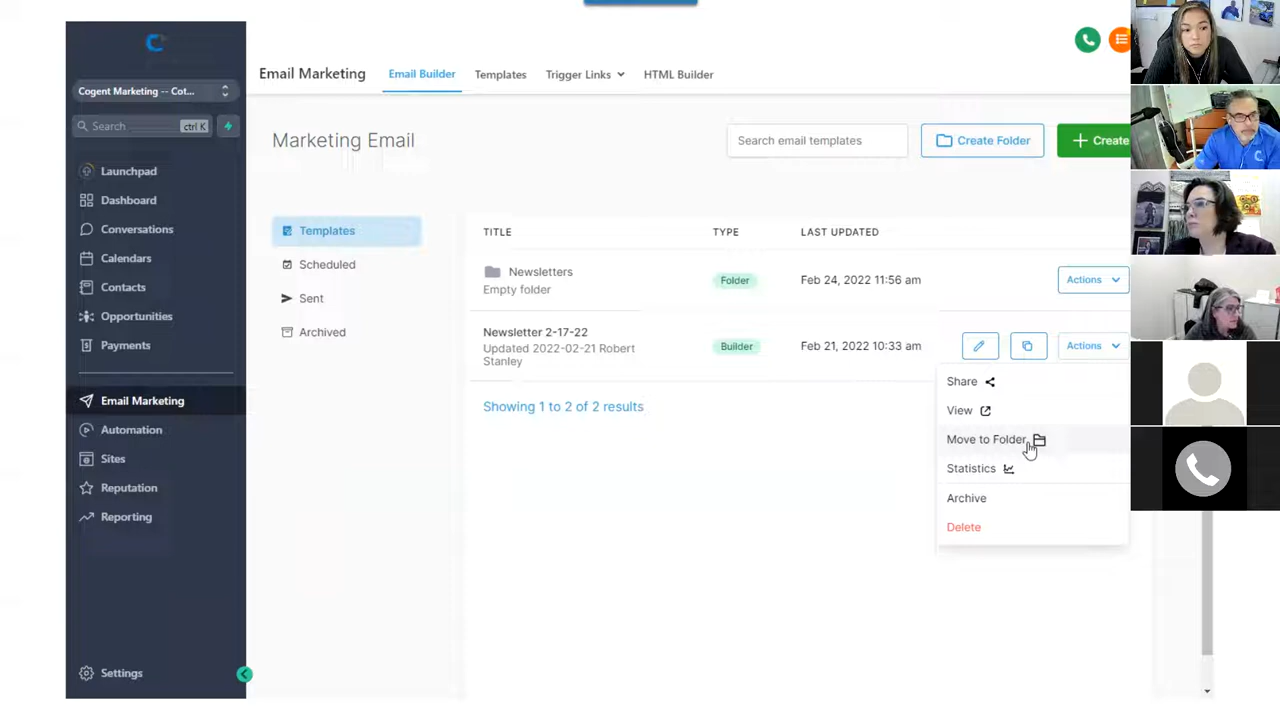 Email Marketing
Email Builder
Templates
Trigger Links
HTML Builder
Cogent Marketing -- Cot...
Search
ctrl K
Launchpad
Dashboard
Conversations
Calendars
Contacts
Opportunities
Payments
Email Marketing
Automation
Sites
Reputation
Reporting
Settings
Marketing Email
Search email templates
Create Folder
+ Create
Templates
Scheduled
Sent
Archived
TITLE
TYPE
LAST UPDATED
Newsletters
Empty folder
Folder
Feb 24, 2022 11:56 am
Actions
Newsletter 2-17-22
Updated 2022-02-21 Robert
Stanley
Builder
Feb 21, 2022 10:33 am
Actions
Showing 1 to 2 of 2 results
Share
View
Move to Folder
Statistics
Archive
Delete